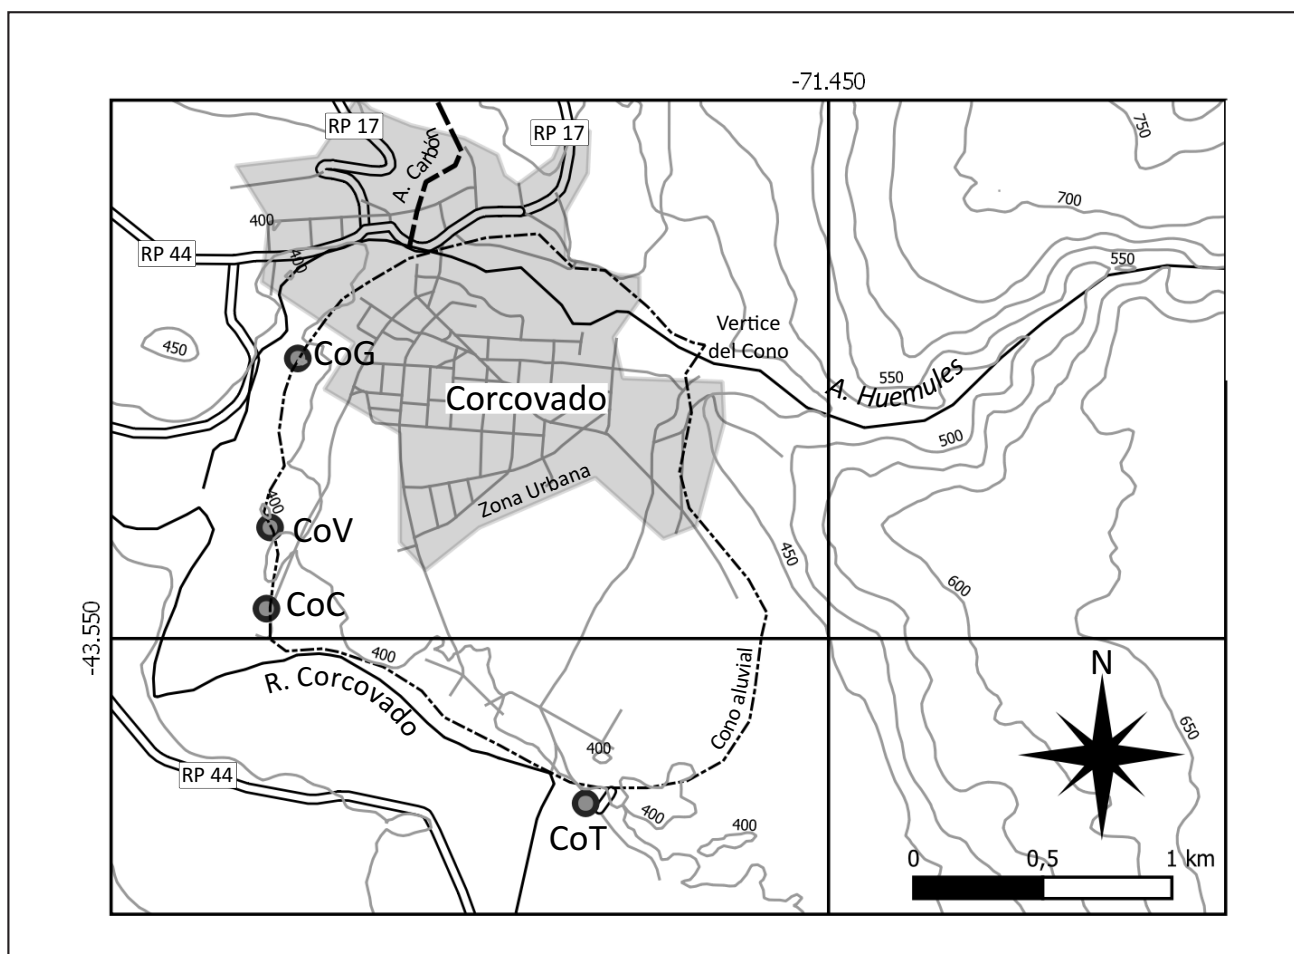 -71.450
RP 17
RP 17
750
A. Carbón
700
400
RP 44
400
550
Vertice
del Cono
450
CoG
550
A. Huemules
Corcovado
500
Zona Urbana
400
CoV
450
600
CoC
-43.550
400
N
R. Corcovado
Cono aluvial
650
400
RP 44
400
400
CoT
0 0,5 1 km